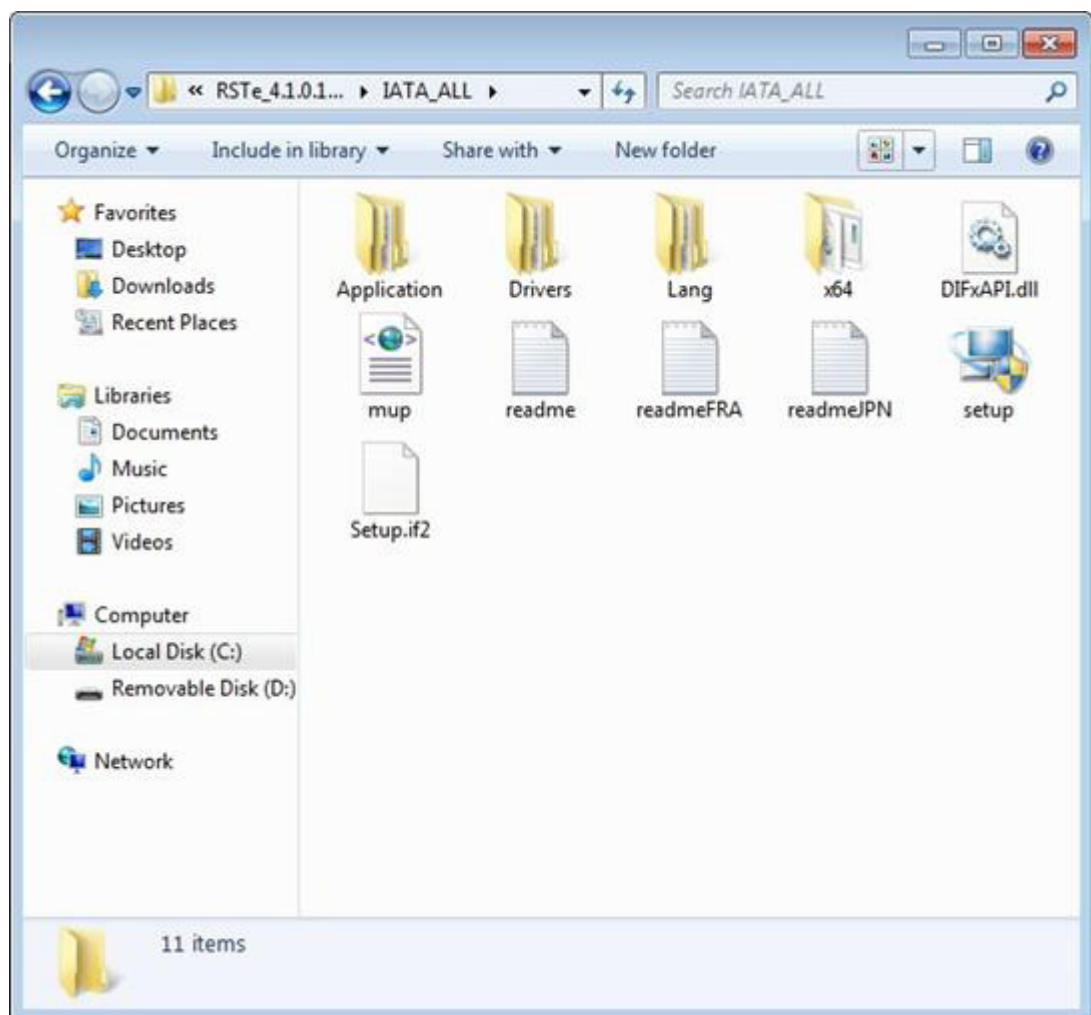 « RSTe_4.1.0.1... ▸ IATA_ALL ▸ Search IATA_ALL
Organize Include in library Share with New folder
Favorites
Desktop
Downloads
Recent Places
Libraries
Documents
Music
Pictures
Videos
Computer
Local Disk (C:)
Removable Disk (D:)
Network
Application Drivers Lang x64 DIFxAPI.dll
mup readme readmeFRA readmeJPN setup
Setup.if2
11 items